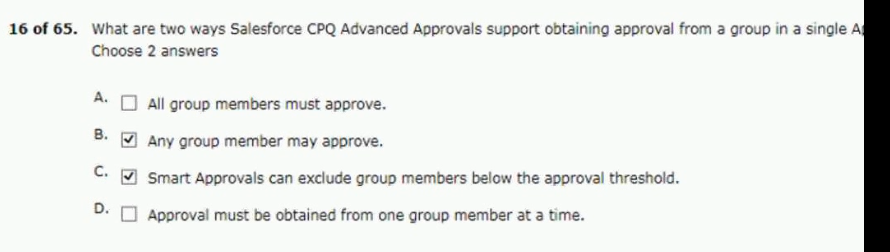 16 of 65. What are two ways Salesforce CPQ Advanced Approvals support obtaining approval from a group in a single
Choose 2 answers
A. All group members must approve.
B. Any group member may approve.
C. Smart Approvals can exclude group members below the approval threshold.
D. Approval must be obtained from one group member at a time.